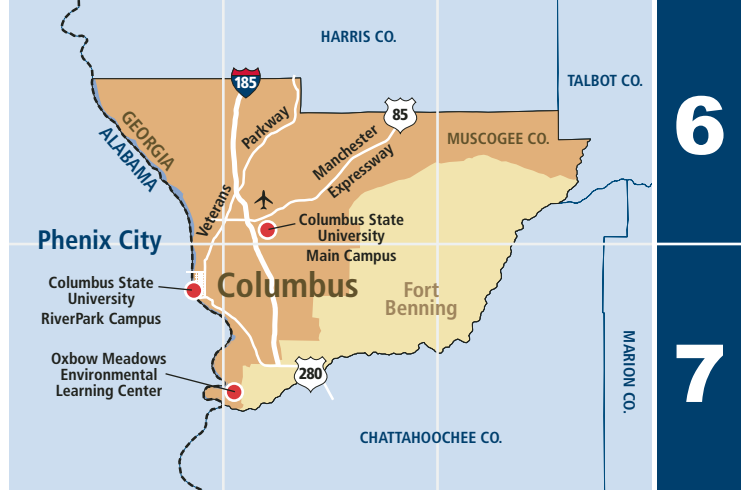 HARRIS CO.
TALBOT CO.
185
85
6
Parkway
GEORGIA
ALABAMA
Manchester
Expressway
MUSCOGEE CO.
Veterans
Columbus State
University
Main Campus
Phenix City
Columbus
Columbus State
University
RiverPark Campus
Fort
Benning
Oxbow Meadows
Environmental
Learning Center
280
MARION CO.
7
CHATTAHOOCHEE CO.